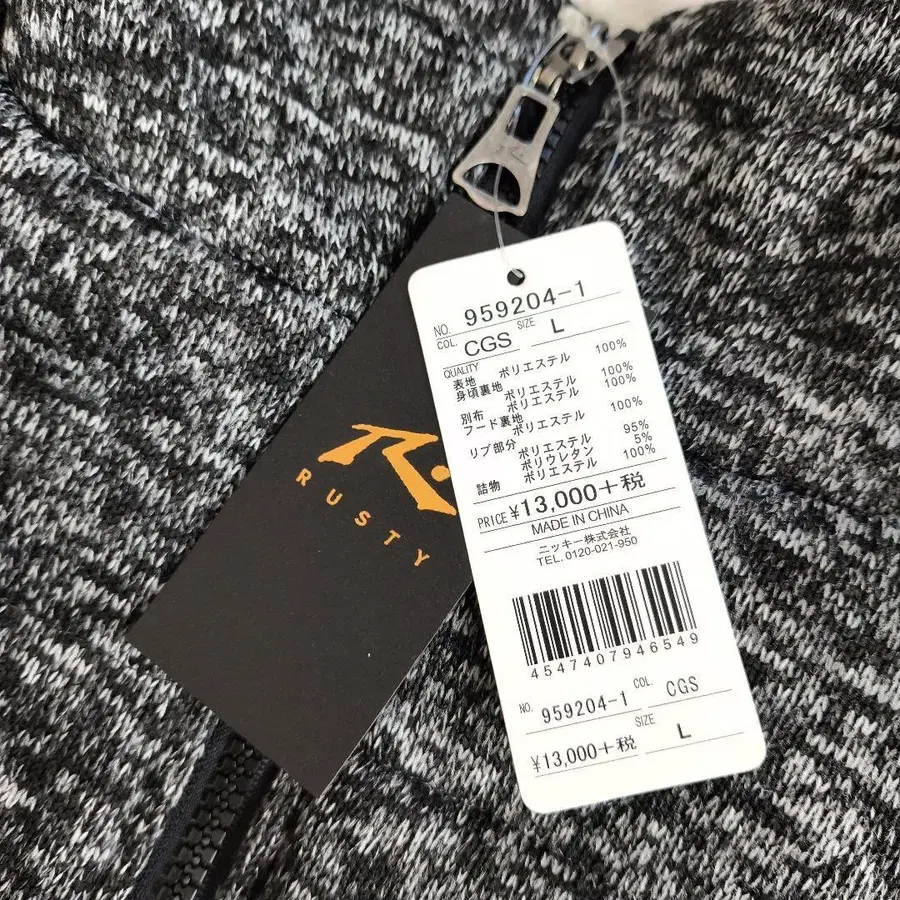 R
RUSTY
NO. 959204-1
COL. CGS SIZE L
QUALITY
表地 ポリエステル 100%
身頃裏地 ポリエステル 100%
別布 ポリエステル 100%
フード裏地 ポリエステル 100%
リブ部分 ポリエステル 95%
ポリウレタン 5%
詰物 ポリエステル 100%
PRICE ¥13,000+税
MADE IN CHINA
ニッキー株式会社
TEL. 0120-021-950
4547407946549
NO. 959204-1 COL. CGS
¥13,000+税 SIZE L